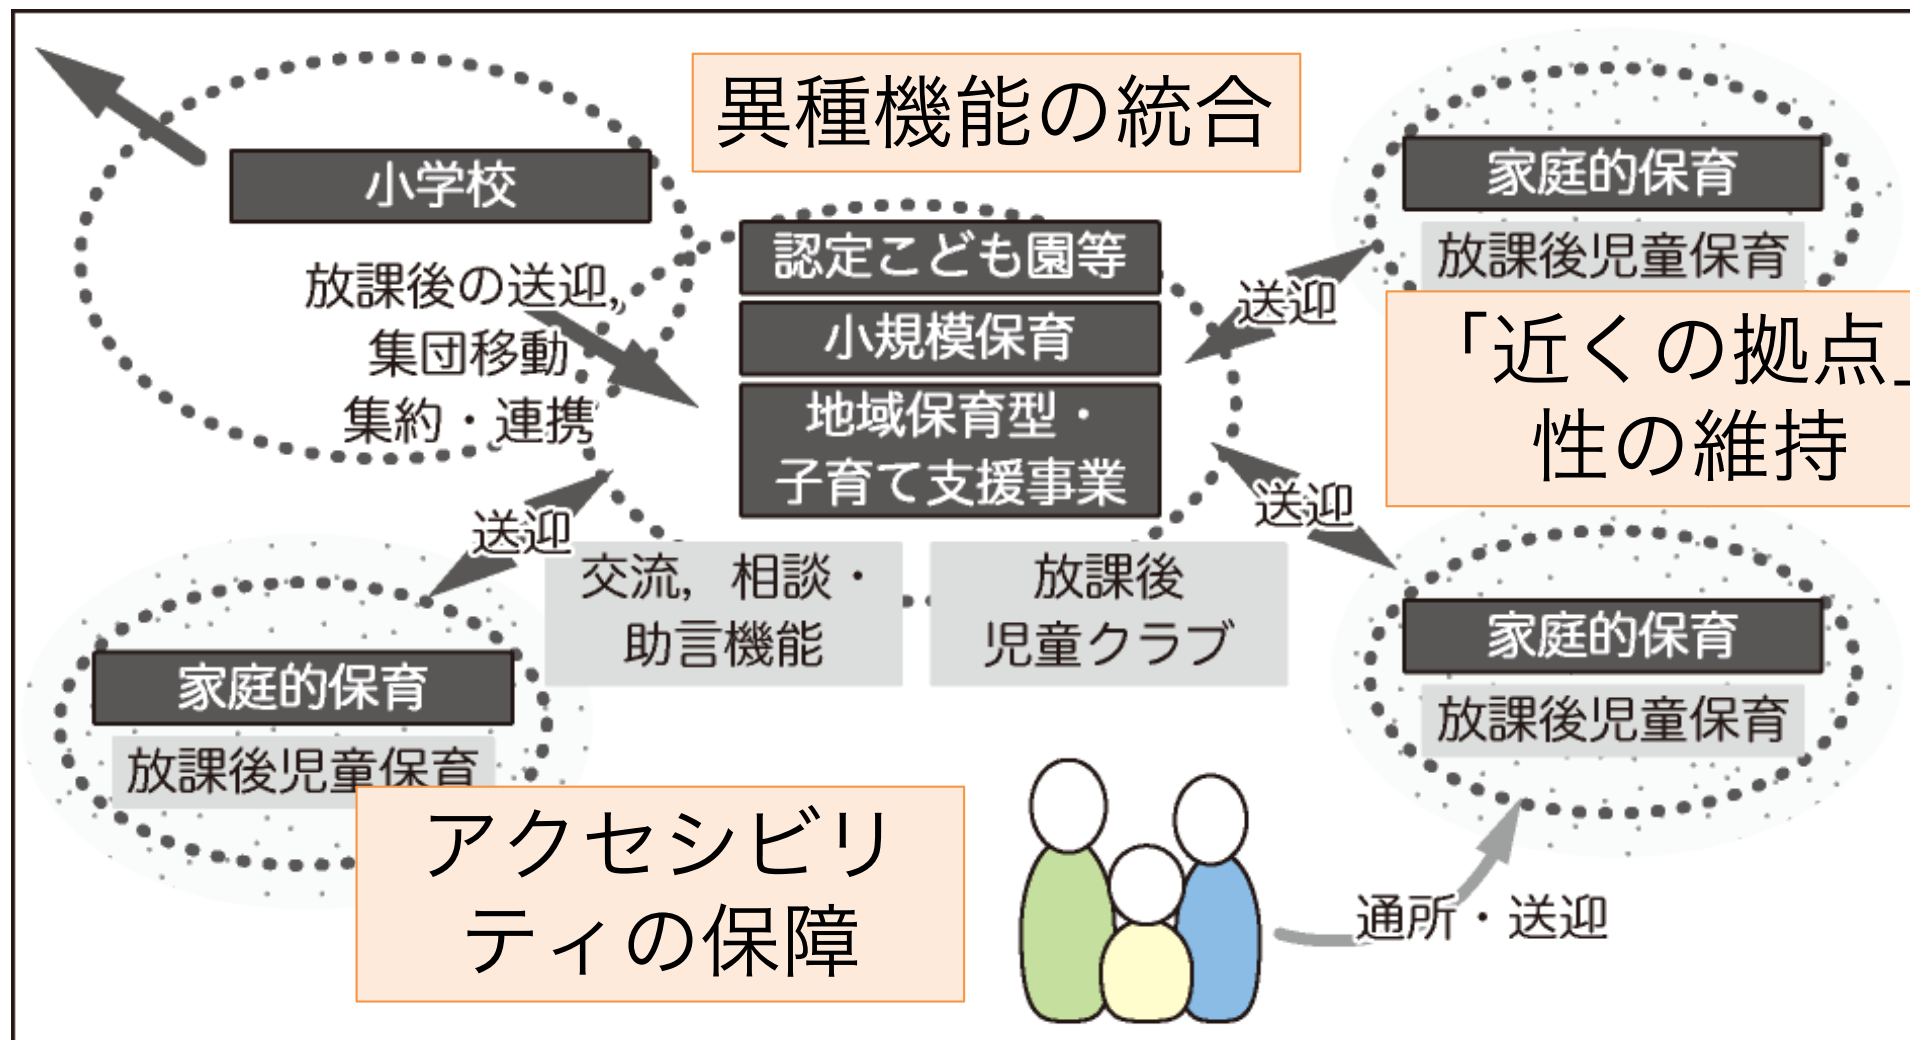 異種機能の統合
小学校
放課後の送迎,
集団移動
集約・連携
認定こども園等
小規模保育
地域保育型・
子育て支援事業
交流，相談・
助言機能
放課後
児童クラブ
送迎
家庭的保育
放課後児童保育
「近くの拠点」
性の維持
送迎
家庭的保育
放課後児童保育
送迎
家庭的保育
放課後児童保育
アクセシビリ
ティの保障
通所・送迎